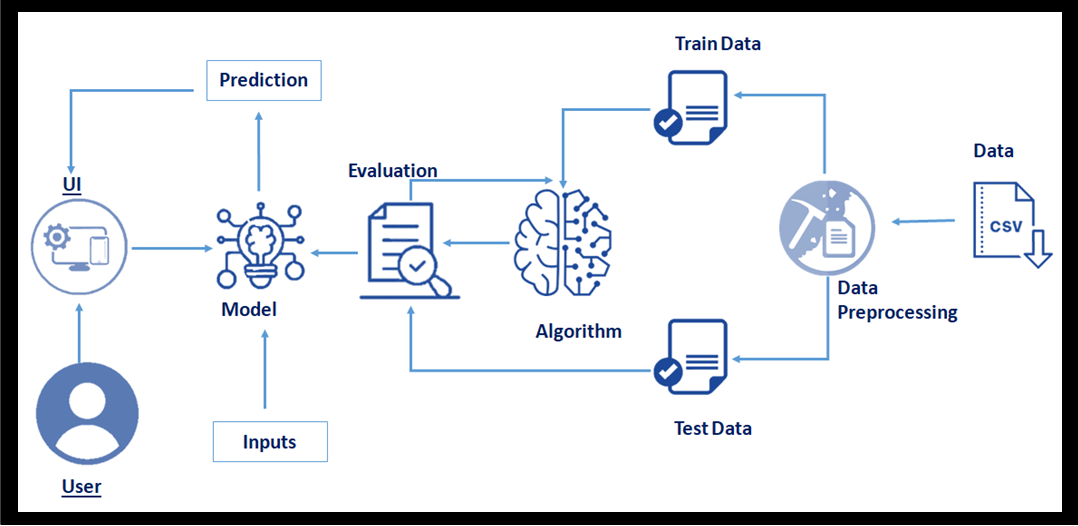 Train Data
Prediction
Data
Evaluation
UI
CSV
Model
Data
Preprocessing
Algorithm
Test Data
Inputs
User